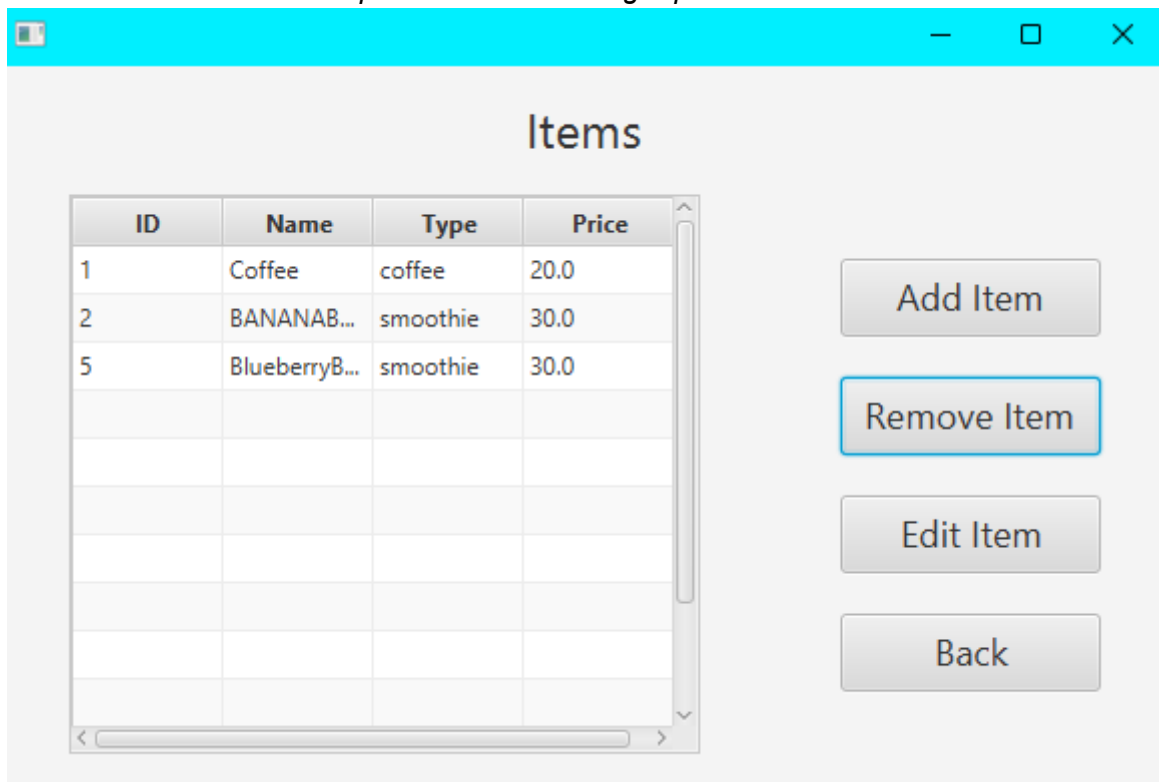 Items
ID Name Type Price
1 Coffee coffee 20.0
2 BANANAB... smoothie 30.0
5 BlueberryB... smoothie 30.0
Add Item
Remove Item
Edit Item
Back